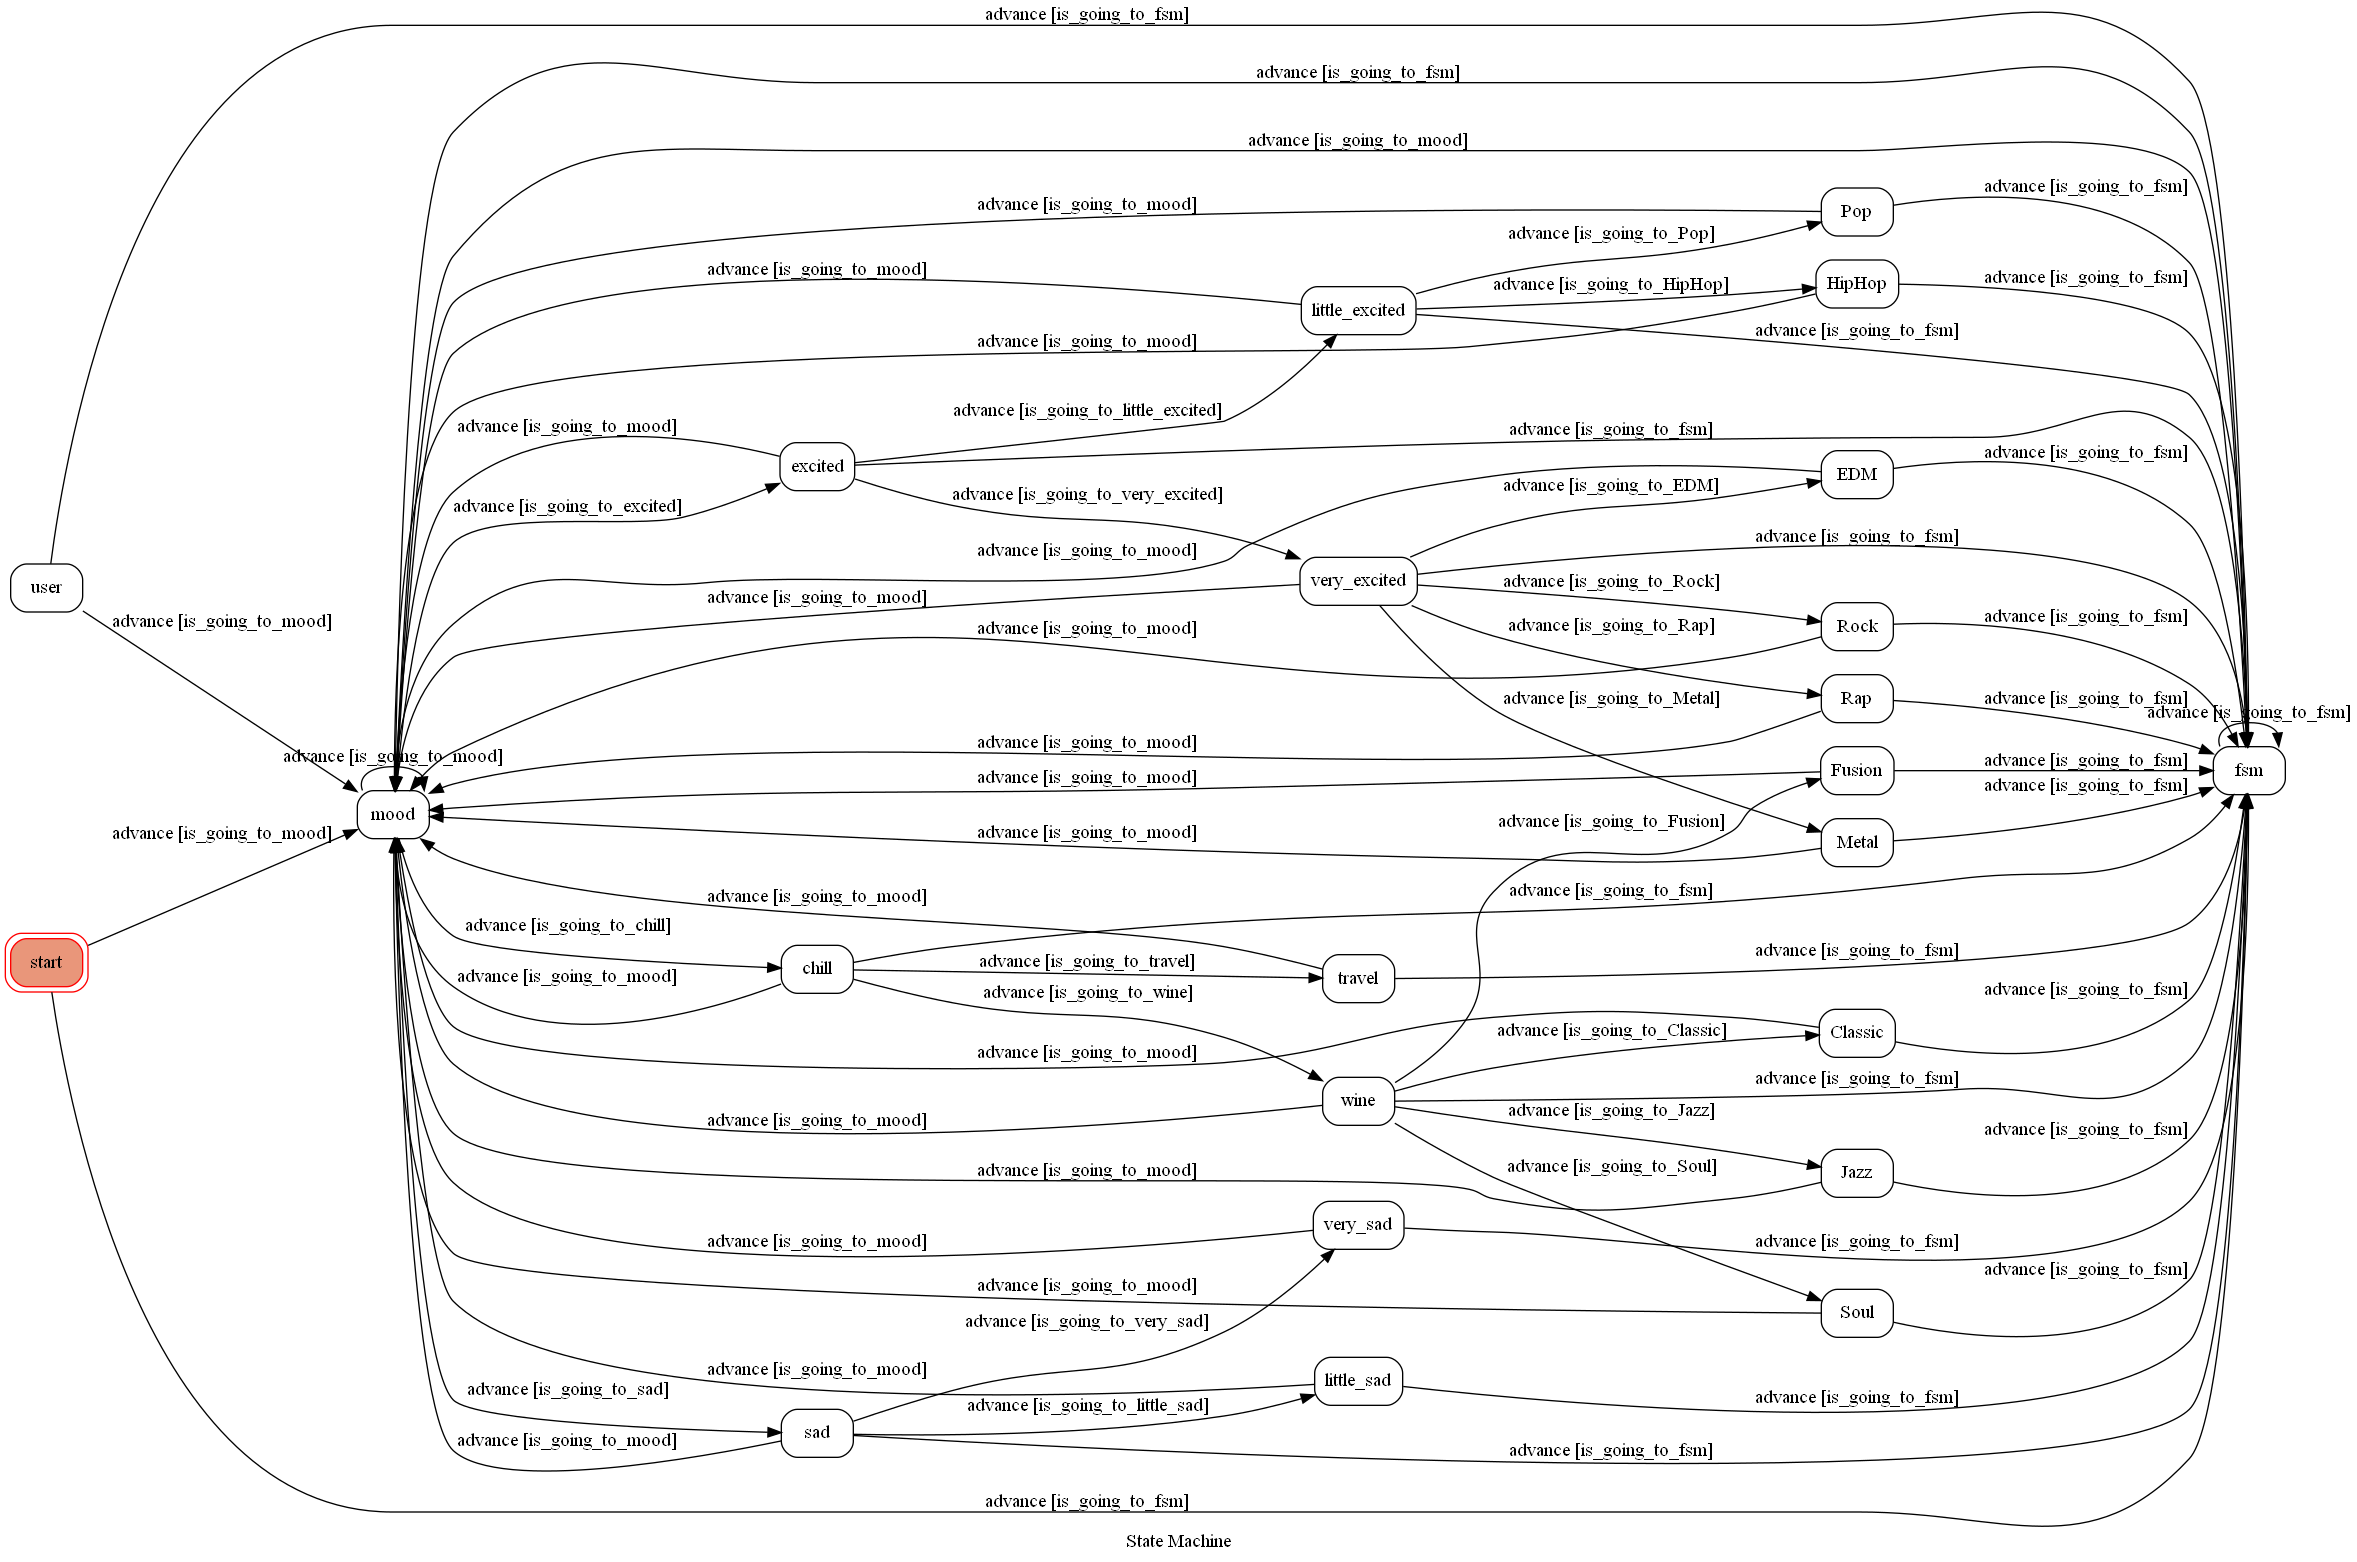 advance [is_going_to_fsm]
advance [is_going_to_fsm]
advance [is_going_to_mood]
advance [is_going_to_fsm]
advance [is_going_to_mood]
Pop
advance [is_going_to_Pop]
advance [is_going_to_mood]
advance [is_going_to_fsm]
advance [is_going_to_HipHop]
HipHop
little_excited
advance [is_going_to_fsm]
advance [is_going_to_mood]
advance [is_going_to_little_excited]
advance [is_going_to_mood]
advance [is_going_to_fsm]
advance [is_going_to_fsm]
excited
EDM
advance [is_going_to_EDM]
advance [is_going_to_very_excited]
advance [is_going_to_excited]
advance [is_going_to_fsm]
advance [is_going_to_mood]
very_excited
advance [is_going_to_Rock]
user
advance [is_going_to_mood]
advance [is_going_to_fsm]
advance [is_going_to_mood]
advance [is_going_to_mood]
advance [is_going_to_Rap]
Rock
advance [is_going_to_Metal]
Rap
advance [is_going_to_fsm]
advance [is_going_to_fsm]
advance [is_going_to_mood]
advance [is_going_to_mood]
advance [is_going_to_fsm]
advance [is_going_to_mood]
Fusion
fsm
advance [is_going_to_fsm]
mood
advance [is_going_to_Fusion]
advance [is_going_to_mood]
advance [is_going_to_mood]
Metal
advance [is_going_to_fsm]
advance [is_going_to_mood]
advance [is_going_to_chill]
advance [is_going_to_fsm]
start
advance [is_going_to_travel]
chill
advance [is_going_to_mood]
travel
advance [is_going_to_wine]
advance [is_going_to_fsm]
advance [is_going_to_Classic]
Classic
advance [is_going_to_mood]
advance [is_going_to_fsm]
wine
advance [is_going_to_Jazz]
advance [is_going_to_mood]
advance [is_going_to_fsm]
advance [is_going_to_Soul]
advance [is_going_to_mood]
Jazz
very_sad
advance [is_going_to_mood]
advance [is_going_to_fsm]
advance [is_going_to_fsm]
advance [is_going_to_mood]
Soul
advance [is_going_to_very_sad]
advance [is_going_to_mood]
little_sad
advance [is_going_to_sad]
advance [is_going_to_fsm]
advance [is_going_to_little_sad]
sad
advance [is_going_to_mood]
advance [is_going_to_fsm]
advance [is_going_to_fsm]
State Machine